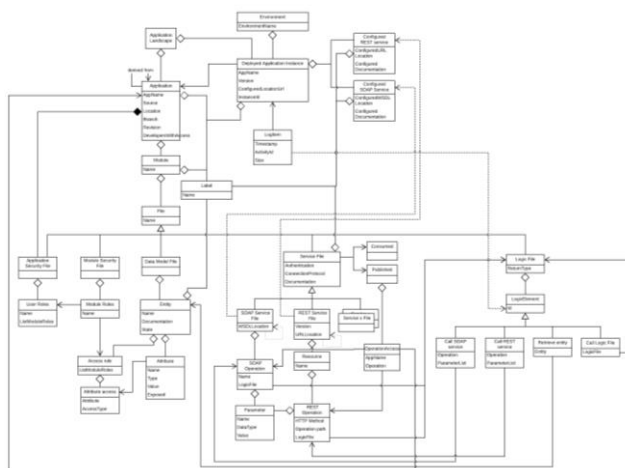 Environment
EnvironmentName
Application
Landscape
Configured
REST service
ConfiguredURL
Location
Configured
Documentation
derived from
Deployed Application Instance
AppName
Version
ConfiguredLocationUrl
Configured
SOAP Service
ConfiguredWSDL
Location
Configured
Documentation
Application
AppName
Source
Location
Branch
Revision
LogItem
Timestamp
ActivityId
Size
Module
Name
Label
Name
File
Name
Application
Security File
Module Security
File
Data Model File
Service File
Authentication
ConnectionProtocol
Documentation
Consumed
Published
Logic File
ReturnType
LogicElement
Id
User Roles
Name
ListModuleRoles
Module Roles
Name
Entity
Name
Documentation
State
SOAP Service
File
WSDLLocation
REST Service
File
Version
URLLocation
Service x File
Call SOAP
service
Operation
ParameterList
Call REST
service
Operation
ParameterList
Retrieve entity
Entity
Call Logic File
LogicFile
Access rule
ListModuleRoles
Attribute
Name
Type
Value
Exposed
Attribute access
Attribute
AccessType
SOAP
Operation
Name
LogicFile
Resource
Name
OperationAccess
AppName
Operation
Parameter
Name
DataType
Value
REST
Operation
HTTP Method
Operation path
LogicFile